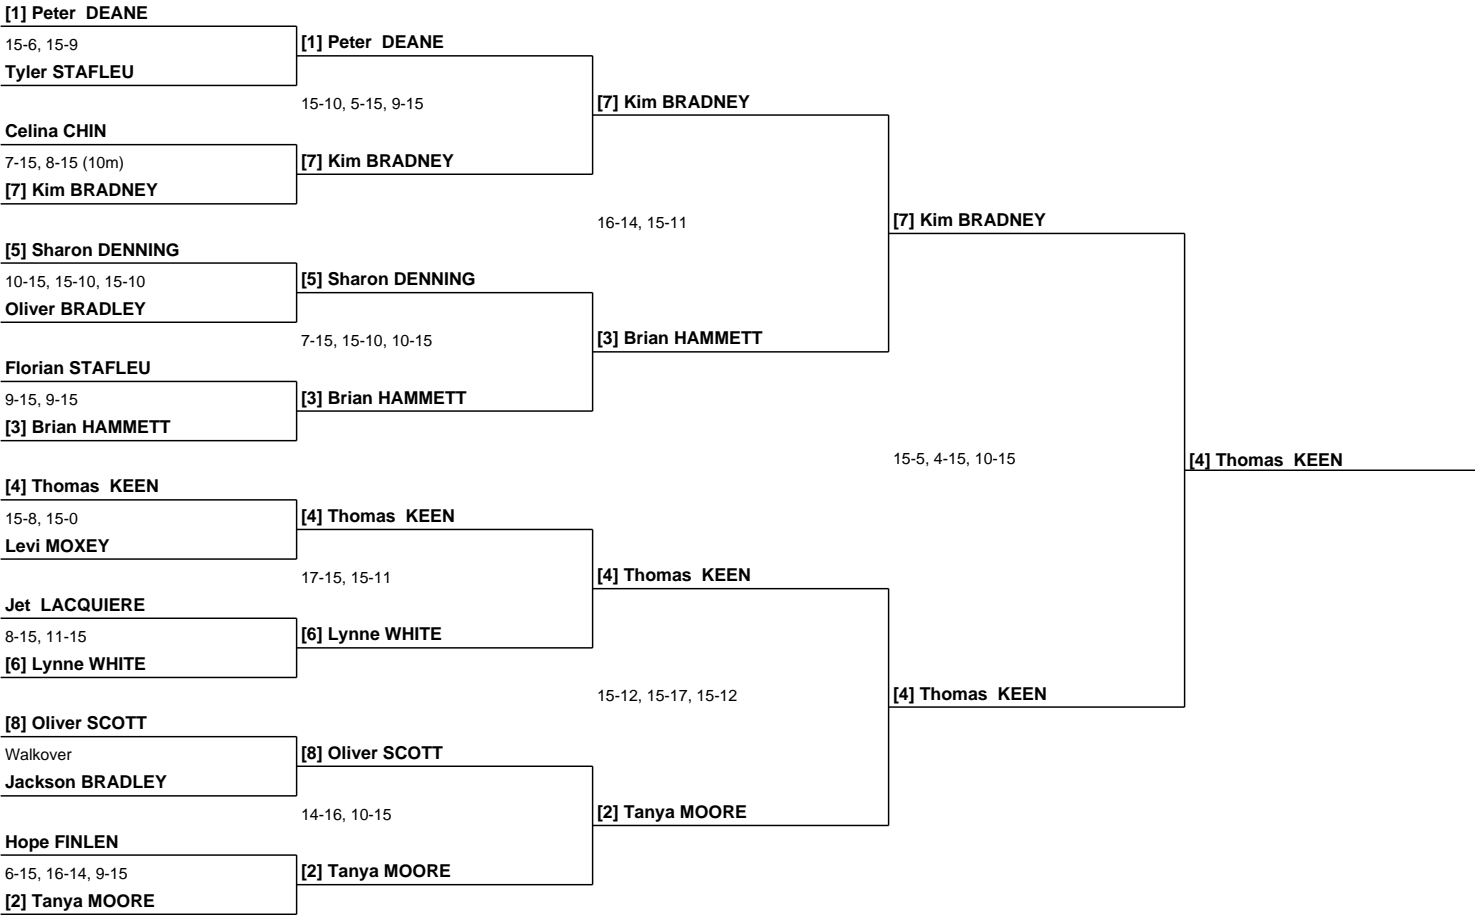 [1] Peter  DEANE
15-6, 15-9
Tyler STAFLEU
Celina CHIN
7-15, 8-15 (10m)
[7] Kim BRADNEY
[5] Sharon DENNING
10-15, 15-10, 15-10
Oliver BRADLEY
Florian STAFLEU
9-15, 9-15
[3] Brian HAMMETT
[4] Thomas  KEEN
15-8, 15-0
Levi MOXEY
Jet  LACQUIERE
8-15, 11-15
[6] Lynne WHITE
[8] Oliver SCOTT
Walkover
Jackson BRADLEY
Hope FINLEN
6-15, 16-14, 9-15
[2] Tanya MOORE
[1] Peter  DEANE
15-10, 5-15, 9-15
[7] Kim BRADNEY
[5] Sharon DENNING
7-15, 15-10, 10-15
[3] Brian HAMMETT
[4] Thomas  KEEN
17-15, 15-11
[6] Lynne WHITE
[8] Oliver SCOTT
14-16, 10-15
[2] Tanya MOORE
[7] Kim BRADNEY
16-14, 15-11
[3] Brian HAMMETT
[4] Thomas  KEEN
15-12, 15-17, 15-12
[2] Tanya MOORE
[7] Kim BRADNEY
15-5, 4-15, 10-15
[4] Thomas  KEEN
[4] Thomas  KEEN